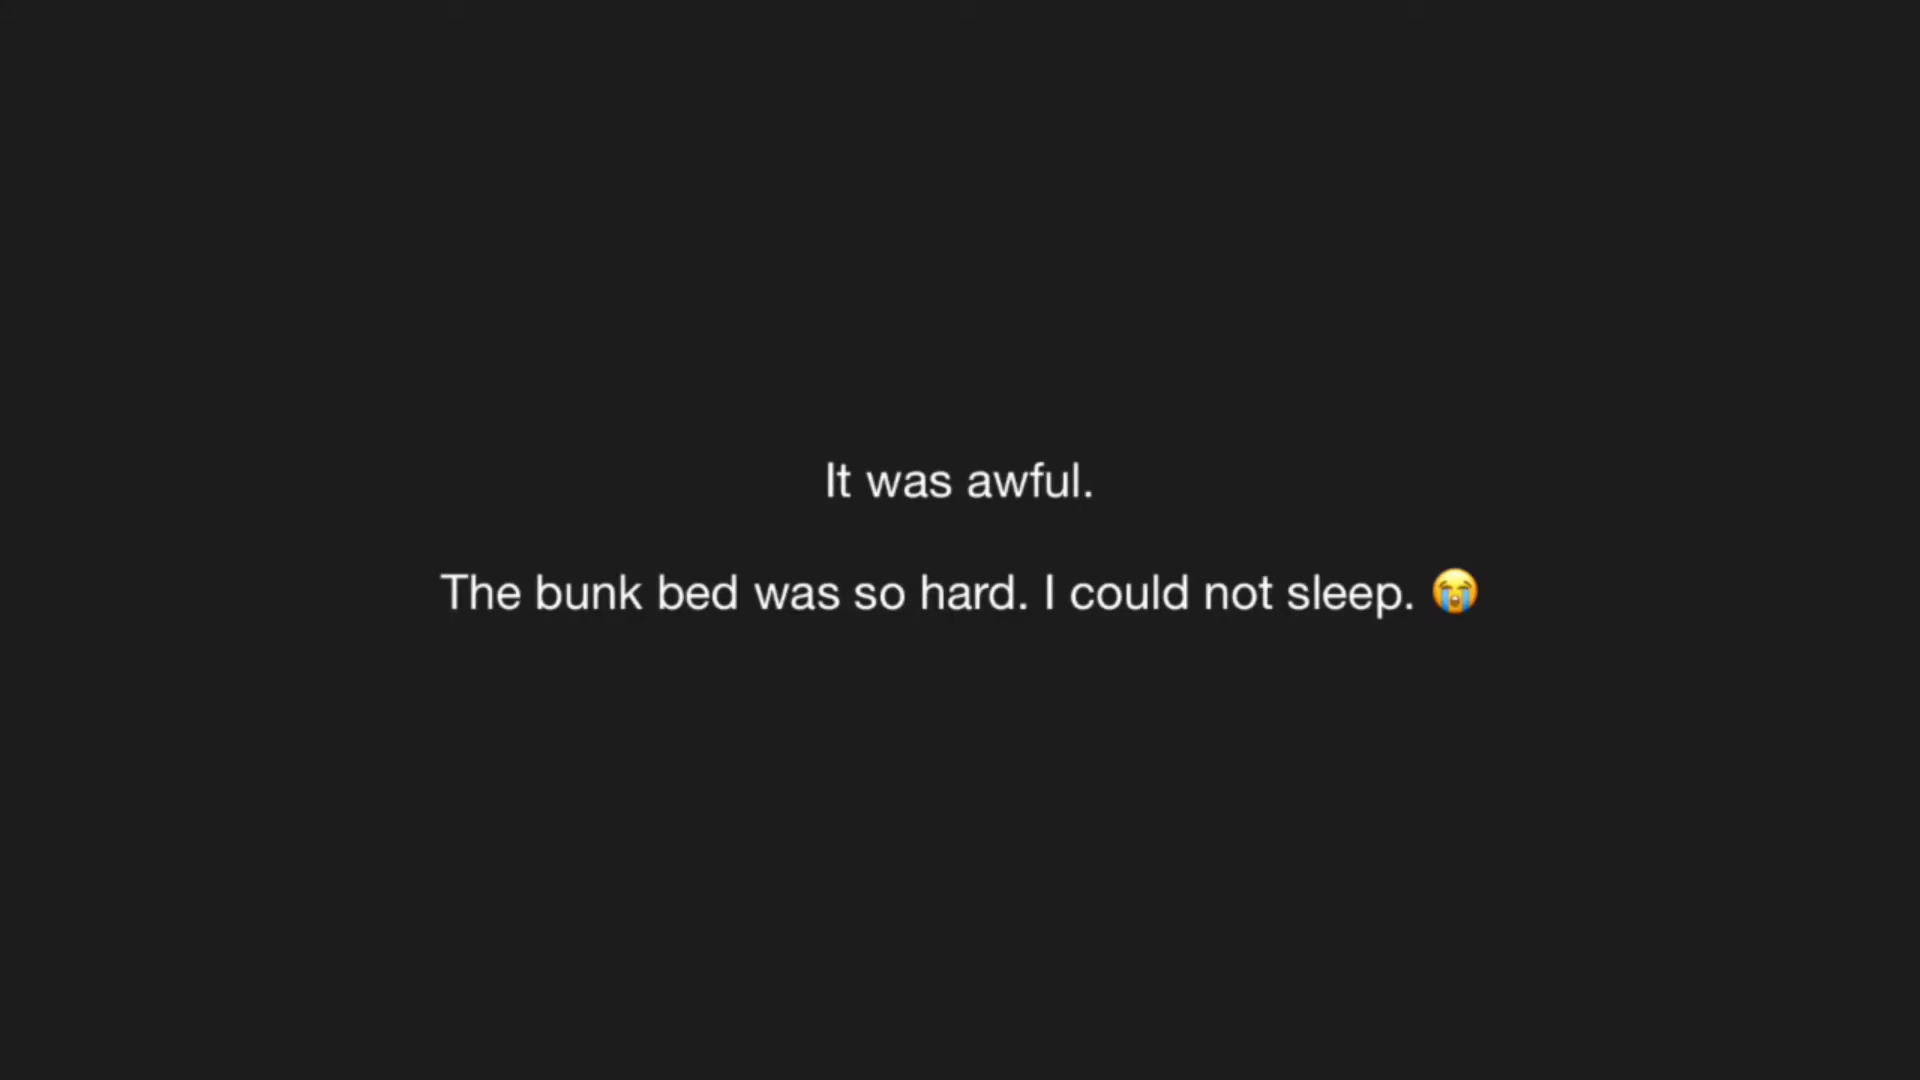 It was awful.
The bunk bed was so hard. I could not sleep. 😭